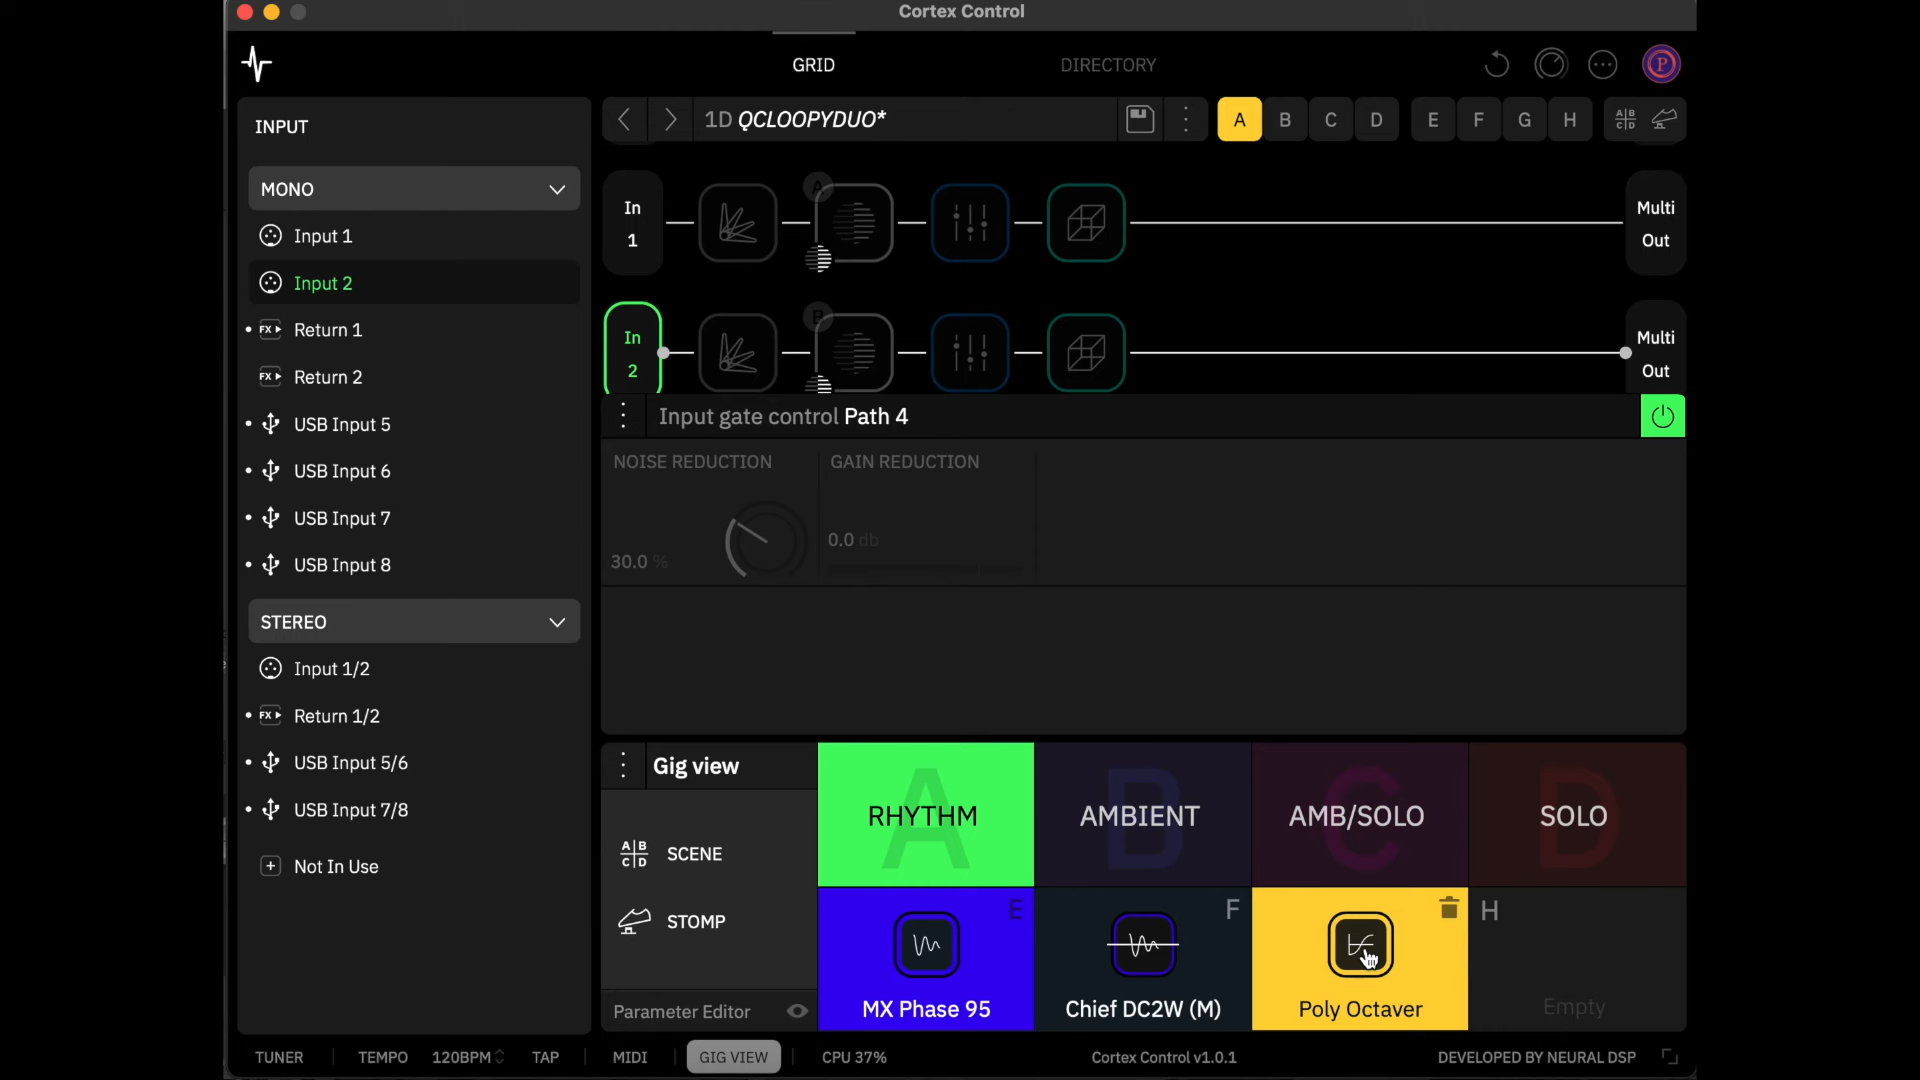 Cortex Control
GRID
DIRECTORY
P
INPUT
1D QCLOOPYDUO*
A
B
C
D
E
F
G
H
A B
C D
MONO
Input 1
Input 2
FX Return 1
FX Return 2
USB Input 5
USB Input 6
USB Input 7
USB Input 8
STEREO
Input 1/2
FX Return 1/2
USB Input 5/6
USB Input 7/8
Not In Use
In
1
A
Multi
Out
In
2
B
Multi
Out
Input gate control Path 4
NOISE REDUCTION
GAIN REDUCTION
30.0 %
0.0 db
Gig view
A B
C D
SCENE
STOMP
Parameter Editor
A
RHYTHM
B
AMBIENT
C
AMB/SOLO
D
SOLO
E
MX Phase 95
F
Chief DC2W (M)
Poly Octaver
H
Empty
TUNER
TEMPO
120BPM
TAP
MIDI
GIG VIEW
CPU 37%
Cortex Control v1.0.1
DEVELOPED BY NEURAL DSP